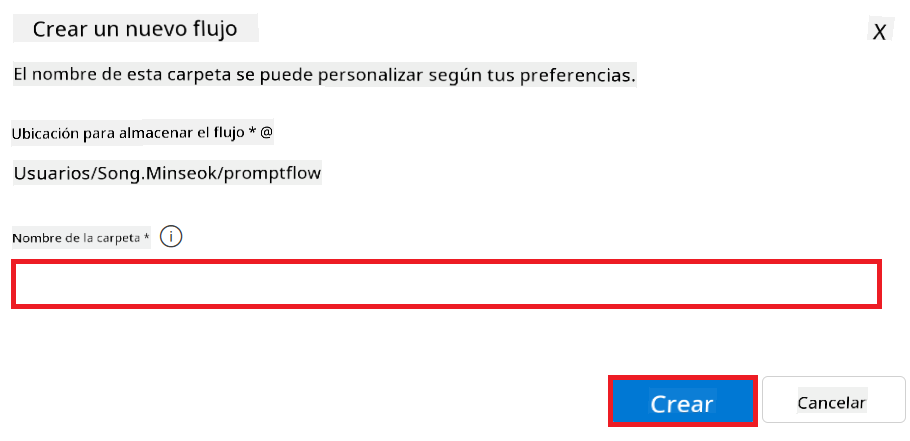 Crear un nuevo flujo
X
El nombre de esta carpeta se puede personalizar según tus preferencias.
Ubicación para almacenar el flujo * @
Usuarios/Song.Minseok/promptflow
Nombre de la carpeta * i
Crear
Cancelar